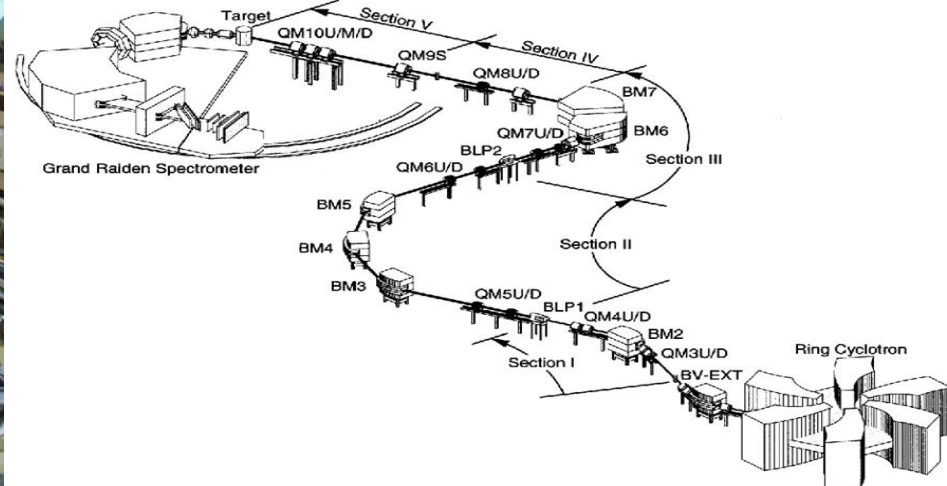 Target
Section V
QM10U/M/D
Section IV
QM9S
QM8U/D
BM7
QM7U/D
BM6
BLP2
Section III
QM6U/D
Grand Raiden Spectrometer
BM5
BM4
Section II
BM3
QM5U/D
BLP1
QM4U/D
BM2
Ring Cyclotron
QM3U/D
Section I
BV-EXT